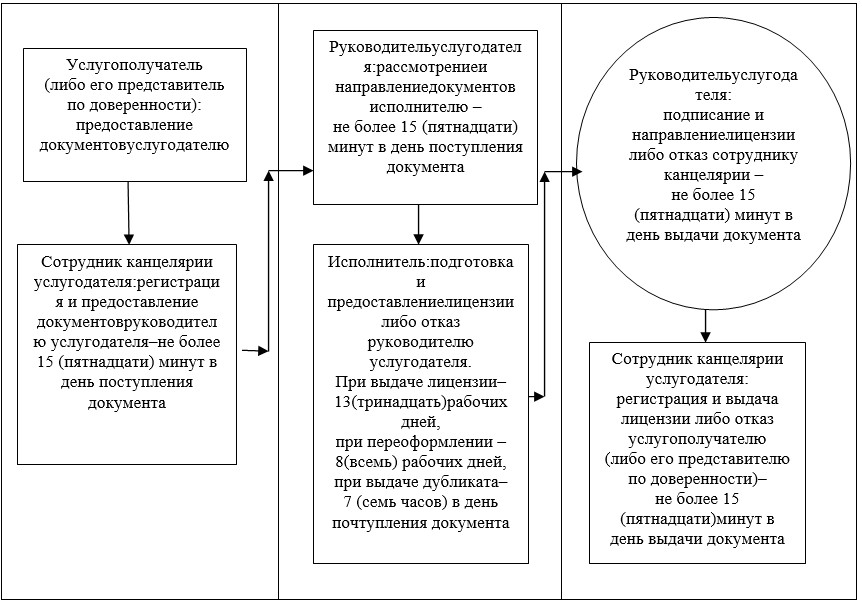 Услугополучатель
(либо его представитель
по доверенности):
предоставление
документовуслугодателю
Сотрудник канцелярии
услугодателя:регистраци
я и предоставление
документовруководител
ю услугодателя–не более
15 (пятнадцати) минут в
день поступления
документа
Руководительуслугодател
я:рассмотрениеи
направлениедокументов
исполнителю –
не более 15 (пятнадцати)
минут в день поступления
документа
Исполнитель:подготовка
и
предоставлениелицензии
либо отказ
руководителю
услугодателя.
При выдаче лицензии–
13(тринадцать)рабочих
дней,
при переоформлении –
8(всемь) рабочих дней,
при выдаче дубликата–
7 (семь часов) в день
почтупления документа
Руководительуслугода
теля:
подписание и
направлениелицензии
либо отказ сотруднику
канцелярии –
не более 15
(пятнадцати) минут в
день выдачи документа
Сотрудник канцелярии
услугодателя:
регистрация и выдача
лицензии либо отказ
услугополучателю
(либо его представителю
по доверенности)–
не более 15
(пятнадцати)минут в
день выдачи документа